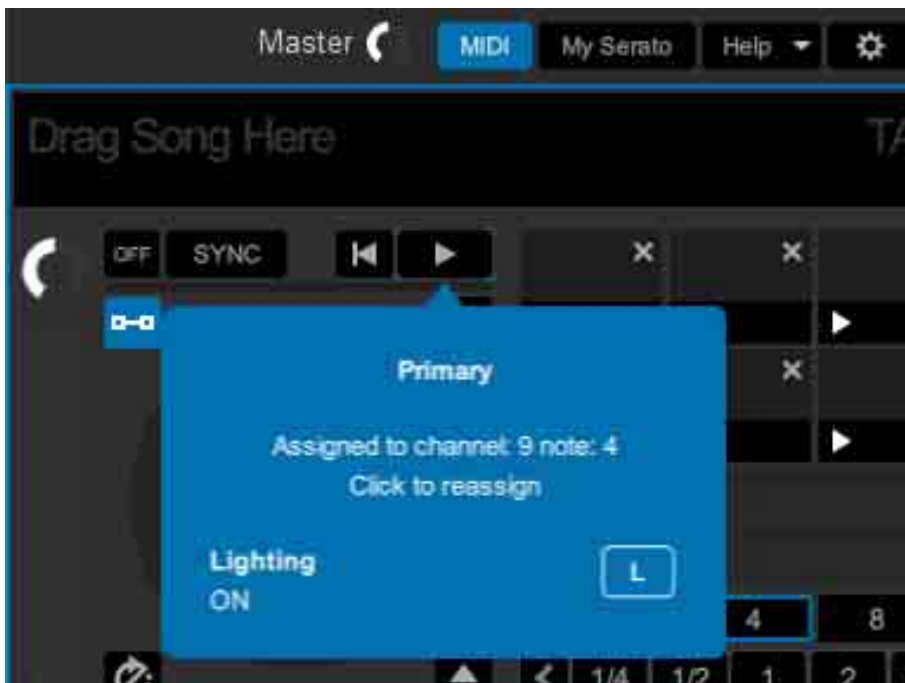 Master MIDI My Serato Help
Drag Song Here TA
OFF SYNC
Primary
Assigned to channel: 9 note: 4
Click to reassign
Lighting L
ON
4 8
1/4 1/2 1 2